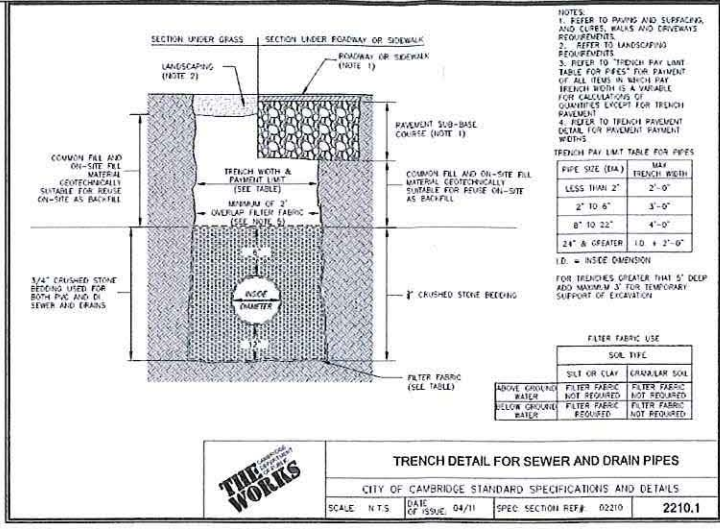 SECTION UNDER GRASS
SECTION UNDER ROADWAY OR SIDEWALK
LANDSCAPING
(NOTE 2)
ROADWAY OR SIDEWALK
(NOTE 1)
PAVEMENT SUB-BASE
COURSE (NOTE 1)
COMMON FILL AND
ON-SITE FILL
MATERIAL
GEOTECHNICALLY
SUITABLE FOR REUSE
ON-SITE AS BACKFILL
TRENCH WIDTH &
PAYMENT LIMIT
(SEE TABLE)
MINIMUM OF 2'
OVERLAP FILTER FABRIC
(SEE NOTE 5)
COMMON FILL AND ON-SITE FILL
MATERIAL GEOTECHNICALLY
SUITABLE FOR REUSE ON-SITE
AS BACKFILL
3/4" CRUSHED STONE
BEDDING USED FOR
BOTH PVC AND DI
SEWER AND DRAINS
INSIDE
DIAMETER
CRUSHED STONE BEDDING
FILTER FABRIC
(SEE TABLE)
NOTES:
1. REFER TO PAVING AND SURFACING,
AND CURBS, WALKS AND DRIVEWAYS
REQUIREMENTS.
2. REFER TO LANDSCAPING
REQUIREMENTS
3. REFER TO "TRENCH PAY LIMIT
TABLE FOR PIPES" FOR PAYMENT
OF ALL ITEMS IN WHICH PAY
TRENCH WIDTH IS A VARIABLE
FOR CALCULATIONS OF
QUANTITIES EXCEPT FOR TRENCH
PAVEMENT
4. REFER TO TRENCH PAVEMENT
DETAIL FOR PAVEMENT PAYMENT
WIDTHS
TRENCH PAY LIMIT TABLE FOR PIPES
PIPE SIZE (DIA.) MAX TRENCH WIDTH
LESS THAN 2" 2'-0"
2" TO 6" 3'-0"
8" TO 22" 4'-0"
24" & GREATER I.D. + 2'-0"
I.D. = INSIDE DIMENSION
FOR TRENCHES GREATER THAT 5' DEEP
ADD MAXIMUM 3' FOR TEMPORARY
SUPPORT OF EXCAVATION
FILTER FABRIC USE
SOIL TYPE
SILT OR CLAY GRANULAR SOIL
ABOVE GROUND WATER FILTER FABRIC NOT REQUIRED FILTER FABRIC NOT REQUIRED
BELOW GROUND WATER FILTER FABRIC REQUIRED FILTER FABRIC NOT REQUIRED
THE WORKS
CAMBRIDGE
DEPARTMENT
OF PUBLIC
TRENCH DETAIL FOR SEWER AND DRAIN PIPES
CITY OF CAMBRIDGE STANDARD SPECIFICATIONS AND DETAILS
SCALE N.T.S. DATE OF ISSUE: 04/11 SPEC. SECTION REF#: 02210 2210.1